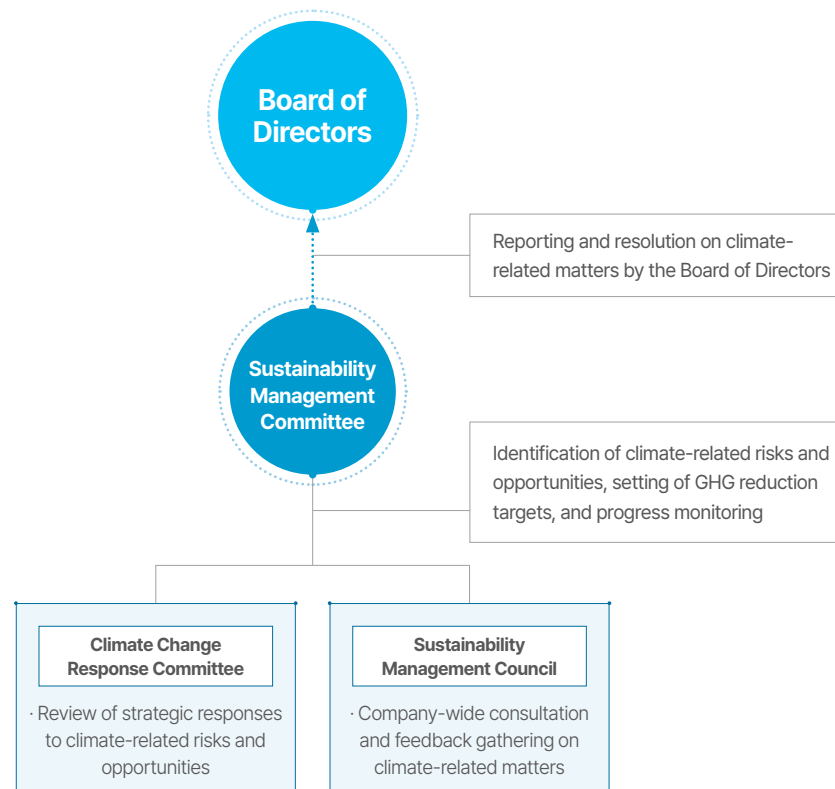 Board of
Directors
Reporting and resolution on climate-
related matters by the Board of Directors
Sustainability
Management
Committee
Identification of climate-related risks and
opportunities, setting of GHG reduction
targets, and progress monitoring
Climate Change
Response Committee
· Review of strategic responses
to climate-related risks and
opportunities
Sustainability
Management Council
· Company-wide consultation
and feedback gathering on
climate-related matters